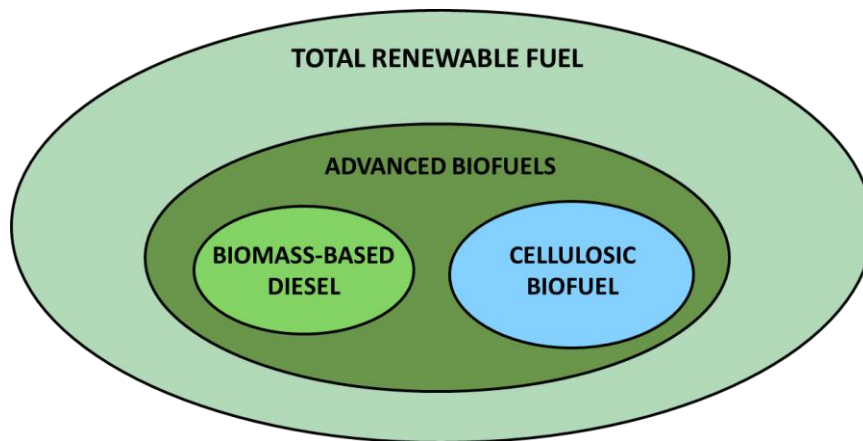 TOTAL RENEWABLE FUEL
ADVANCED BIOFUELS
BIOMASS-BASED
DIESEL
CELLULOSIC
BIOFUEL